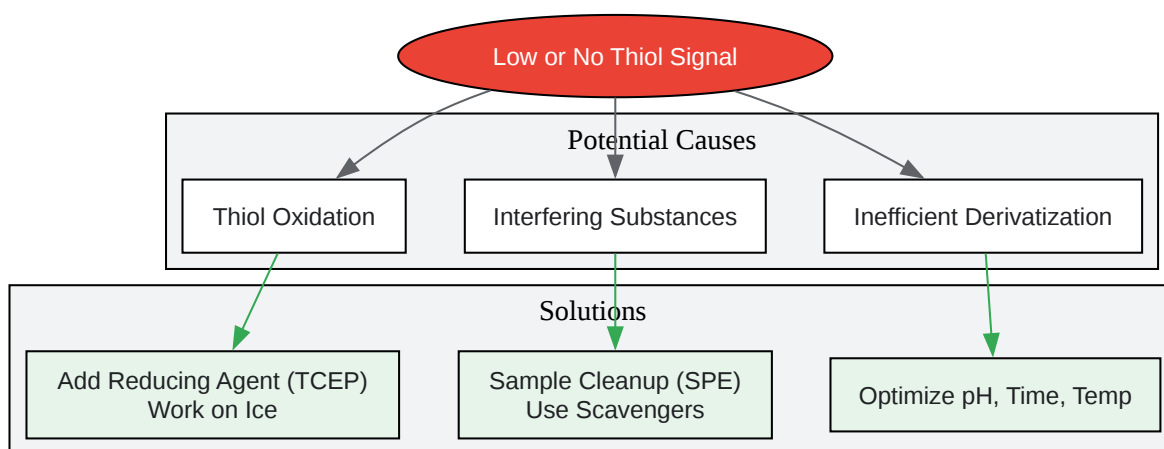 Low or No Thiol Signal
Potential Causes
Thiol Oxidation
Interfering Substances
Inefficient Derivatization
Solutions
Add Reducing Agent (TCEP)
Work on Ice
Sample Cleanup (SPE)
Use Scavengers
Optimize pH, Time, Temp